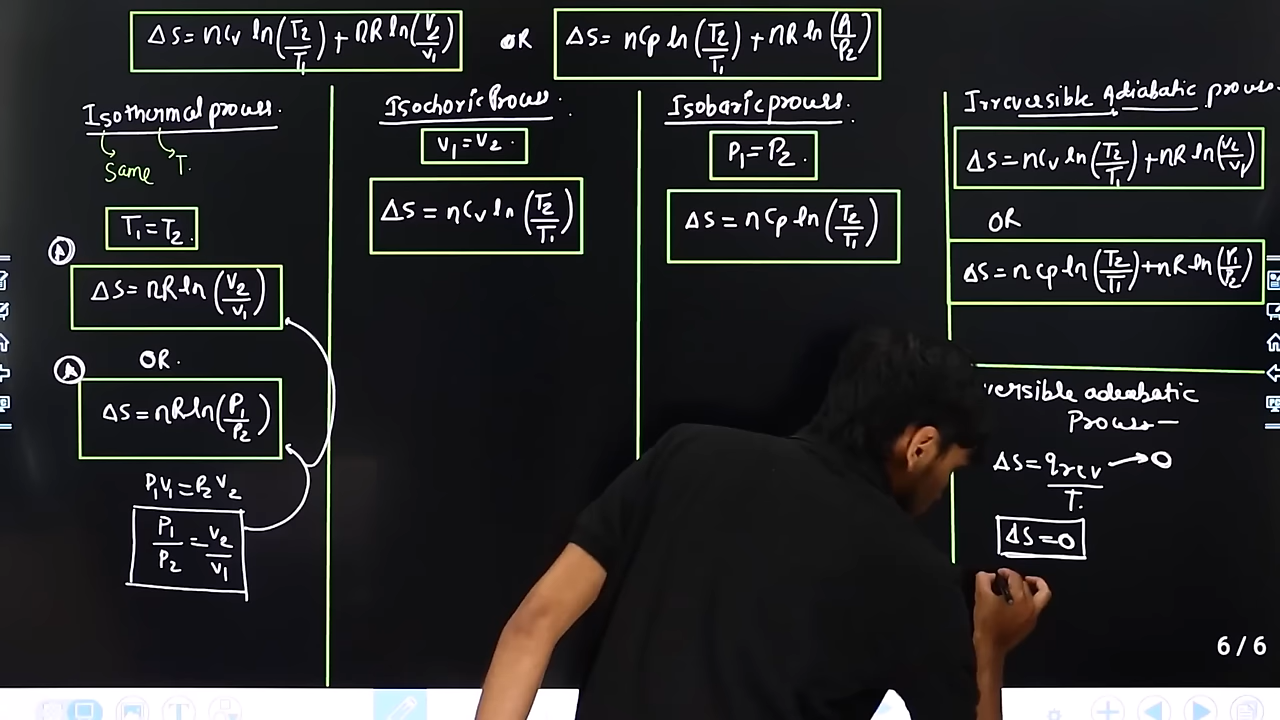 ΔS = nCv ln(T2/T1) + nR ln(V2/V1) OR ΔS = nCp ln(T2/T1) + nR ln(P1/P2)
Isothermal process.
Same T.
T1 = T2.
A
ΔS = nR ln(V2/V1)
OR.
A
ΔS = nR ln(P1/P2)
P1V1 = P2V2
P1/P2 = V2/V1
Isochoric Process.
V1 = V2.
ΔS = nCv ln(T2/T1)
Isobaric process.
P1 = P2.
ΔS = nCp ln(T2/T1)
Irreversible Adiabatic process
ΔS = nCv ln(T2/T1) + nR ln(V2/V1)
OR
ΔS = nCp ln(T2/T1) + nR ln(P1/P2)
versible adeabatic
Process—
ΔS = qrev/T. → 0
ΔS = 0
6 / 6